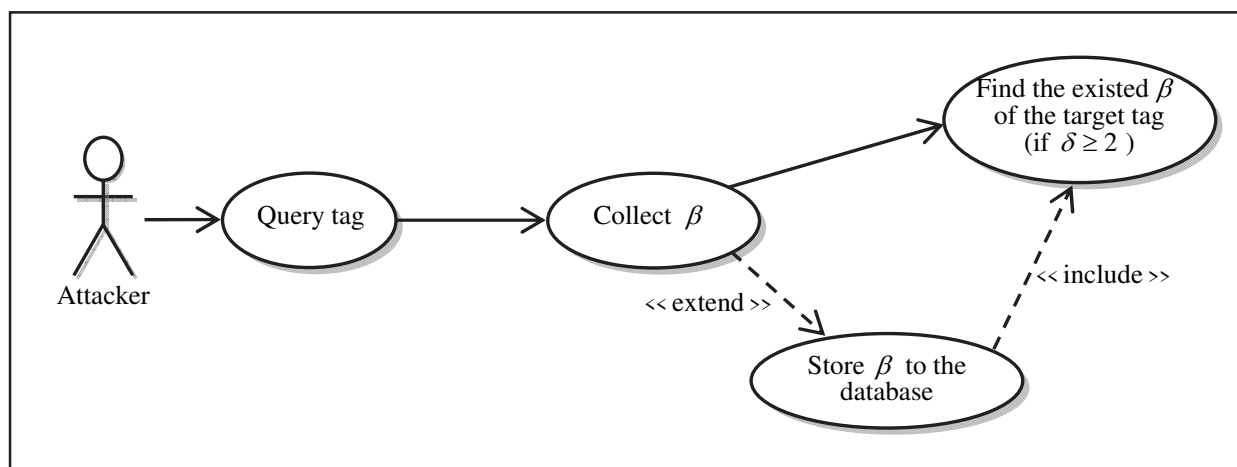 Attacker
Query tag
Collect β
Find the existed β
of the target tag
(if δ ≥ 2 )
<< extend >>
<< include >>
Store β to the
database